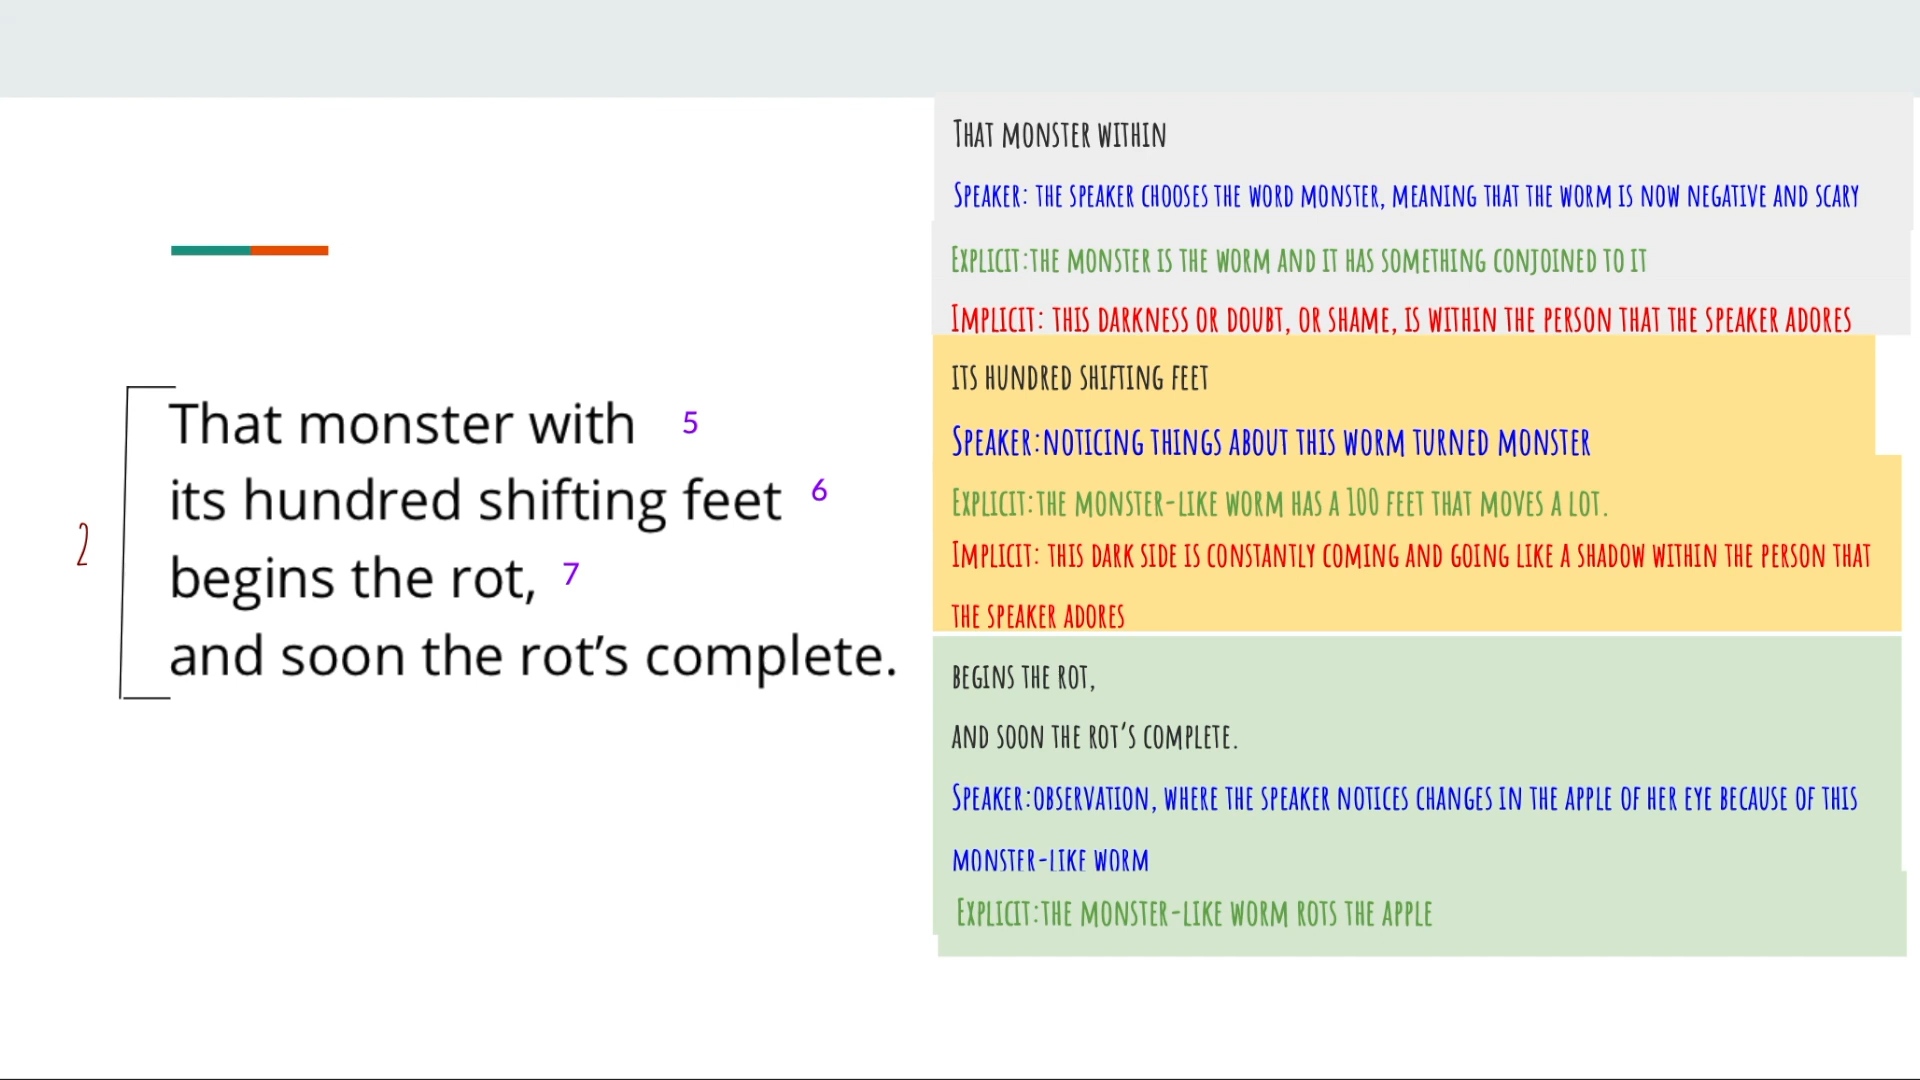 That monster with 5
its hundred shifting feet 6
2
begins the rot, 7
and soon the rot’s complete.
That monster within
Speaker: the speaker chooses the word monster, meaning that the worm is now negative and scary
Explicit:the monster is the worm and it has something conjoined to it
Implicit: this darkness or doubt, or shame, is within the person that the speaker adores
its hundred shifting feet
Speaker:noticing things about this worm turned monster
Explicit:the monster-like worm has a 100 feet that moves a lot.
Implicit: this dark side is constantly coming and going like a shadow within the person that
the speaker adores
begins the rot,
and soon the rot’s complete.
Speaker:observation, where the speaker notices changes in the apple of her eye because of this
monster-like worm
Explicit:the monster-like worm rots the apple